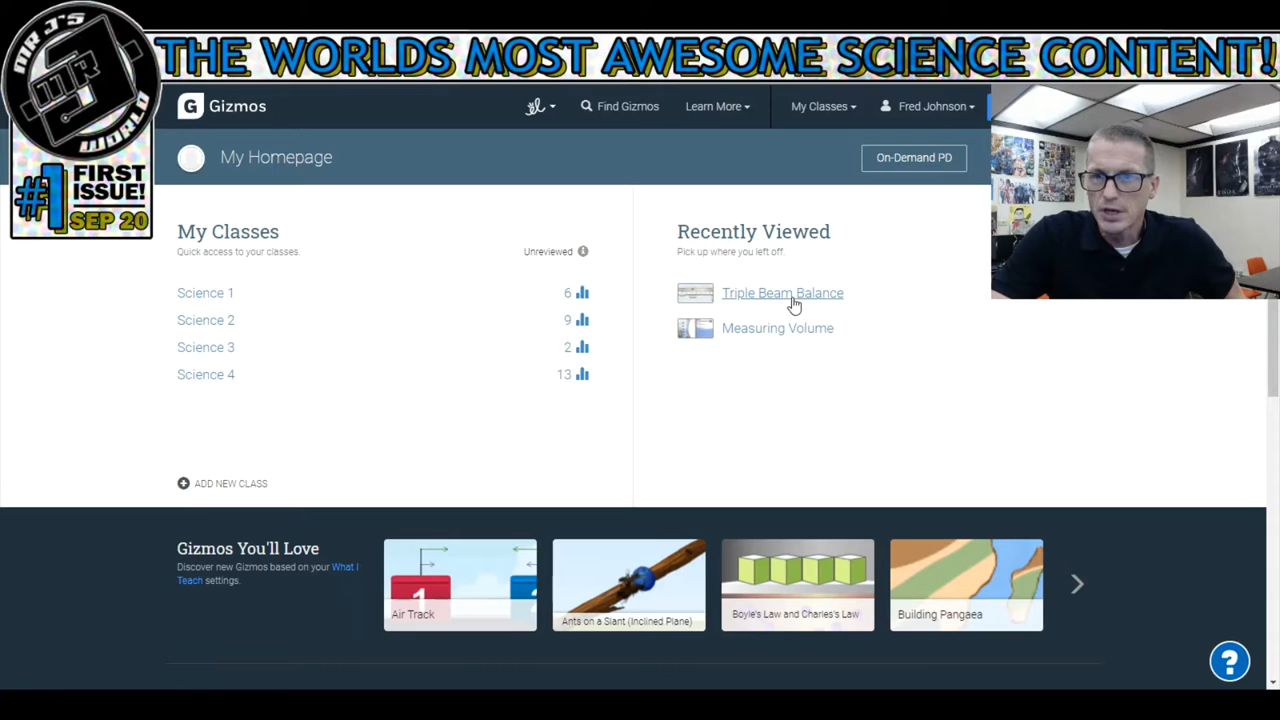 MR J'S
WORLD
THE WORLDS MOST AWESOME SCIENCE CONTENT!
#1 FIRST
ISSUE!
SEP 20
G Gizmos
Find Gizmos
Learn More
My Classes
Fred Johnson
My Homepage
On-Demand PD
My Classes
Quick access to your classes.
Unreviewed
Science 1 6
Science 2 9
Science 3 2
Science 4 13
ADD NEW CLASS
Recently Viewed
Pick up where you left off.
Triple Beam Balance
Measuring Volume
Gizmos You'll Love
Discover new Gizmos based on your What I
Teach settings.
1
Air Track
Ants on a Slant (Inclined Plane)
Boyle's Law and Charles's Law
Building Pangaea
?